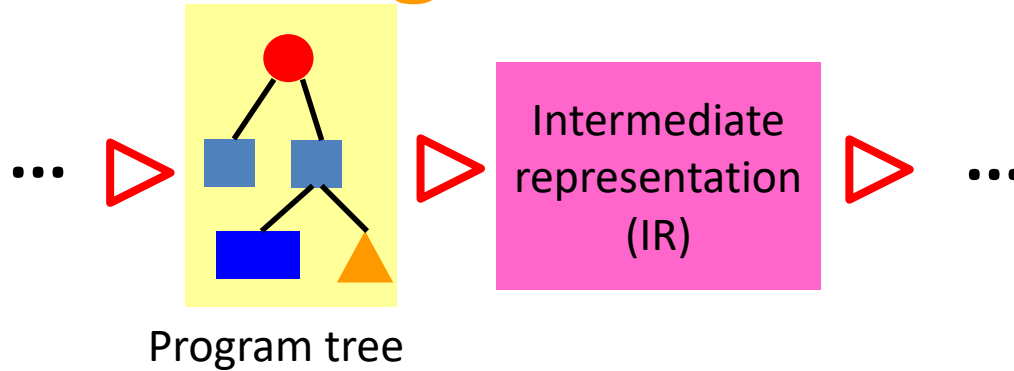 ...
Intermediate
representation
(IR)
...
Program tree